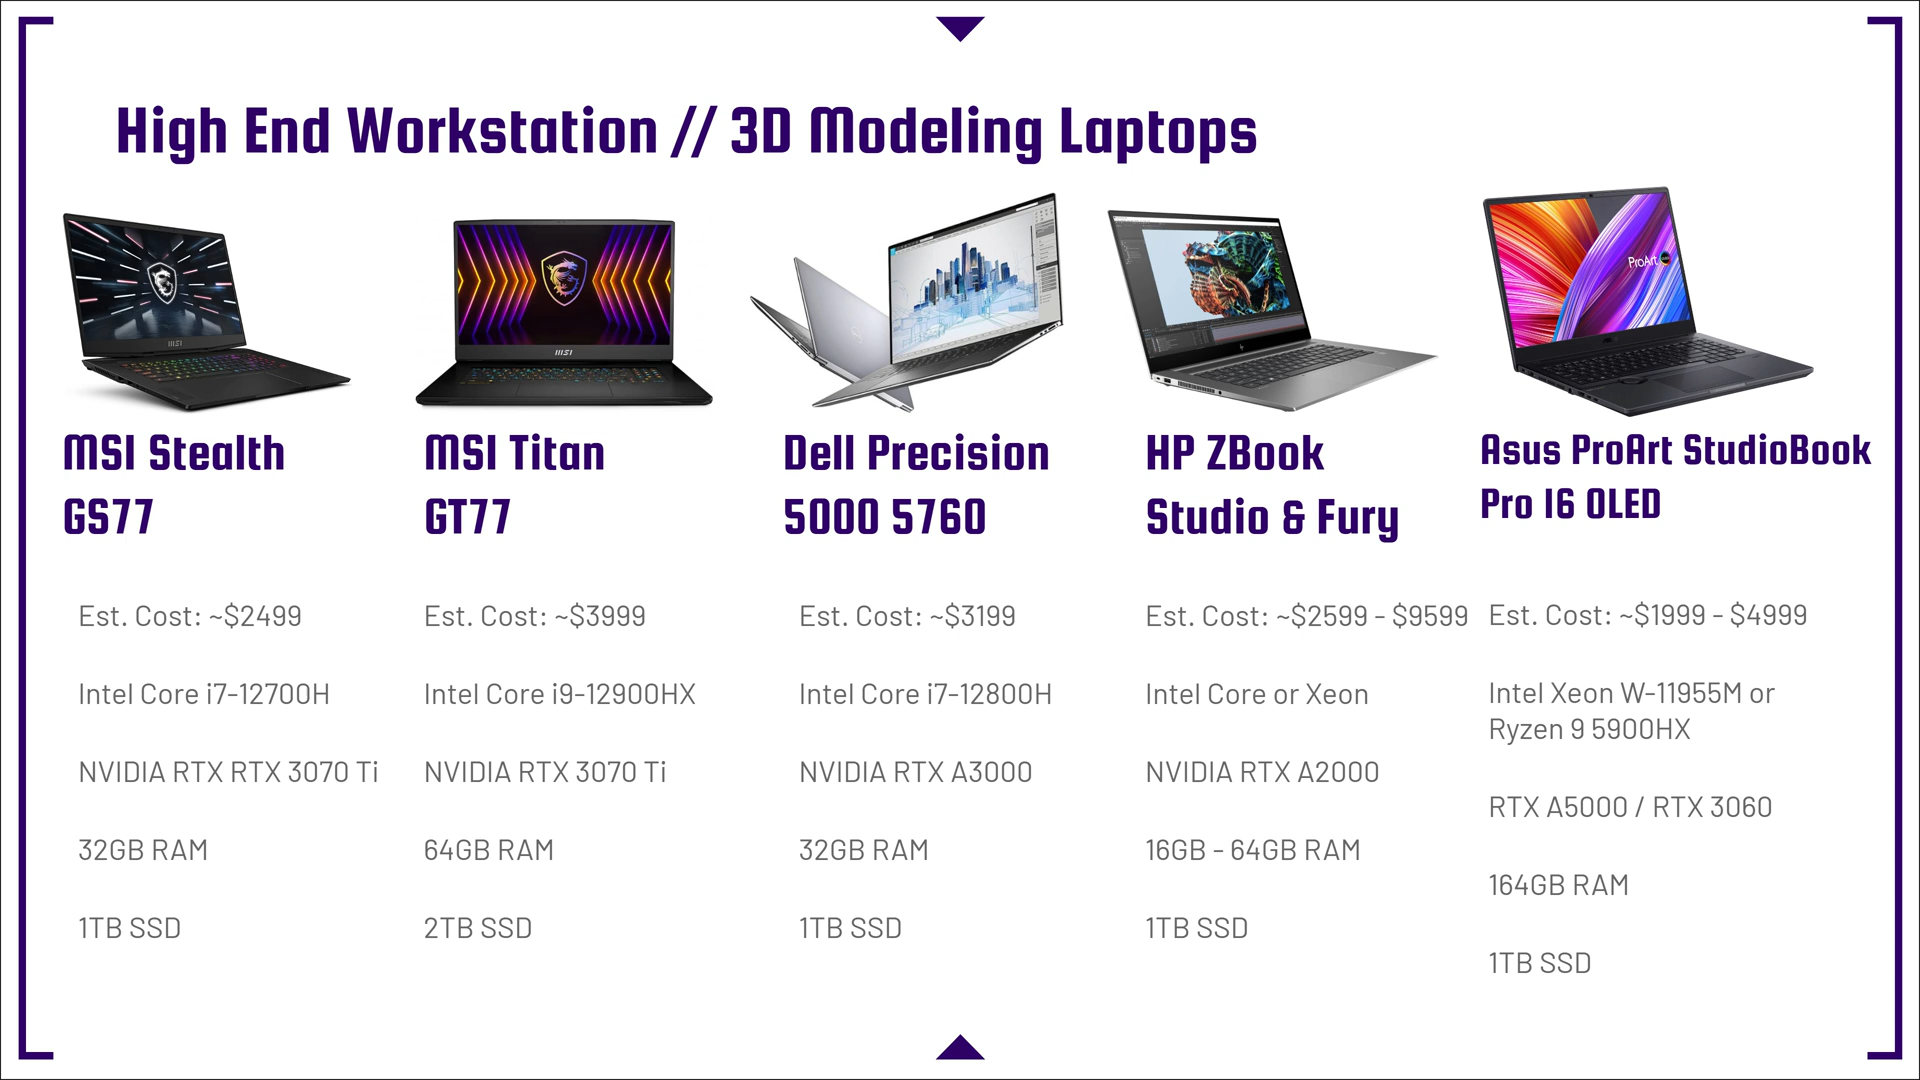 High End Workstation // 3D Modeling Laptops
MSI
MSI
ProArt
MSI Stealth
GS77
Est. Cost: ~$2499
Intel Core i7-12700H
NVIDIA RTX RTX 3070 Ti
32GB RAM
1TB SSD
MSI Titan
GT77
Est. Cost: ~$3999
Intel Core i9-12900HX
NVIDIA RTX 3070 Ti
64GB RAM
2TB SSD
Dell Precision
5000 5760
Est. Cost: ~$3199
Intel Core i7-12800H
NVIDIA RTX A3000
32GB RAM
1TB SSD
HP ZBook
Studio & Fury
Est. Cost: ~$2599 - $9599
Intel Core or Xeon
NVIDIA RTX A2000
16GB - 64GB RAM
1TB SSD
Asus ProArt StudioBook
Pro 16 OLED
Est. Cost: ~$1999 - $4999
Intel Xeon W-11955M or
Ryzen 9 5900HX
RTX A5000 / RTX 3060
164GB RAM
1TB SSD